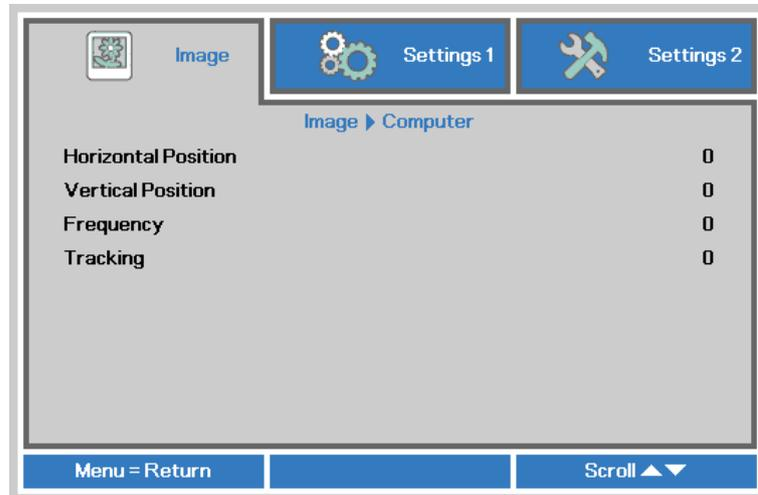 Image
Settings 1
Settings 2
Image ▶ Computer
Horizontal Position 0
Vertical Position 0
Frequency 0
Tracking 0
Menu = Return
Scroll ▲▼